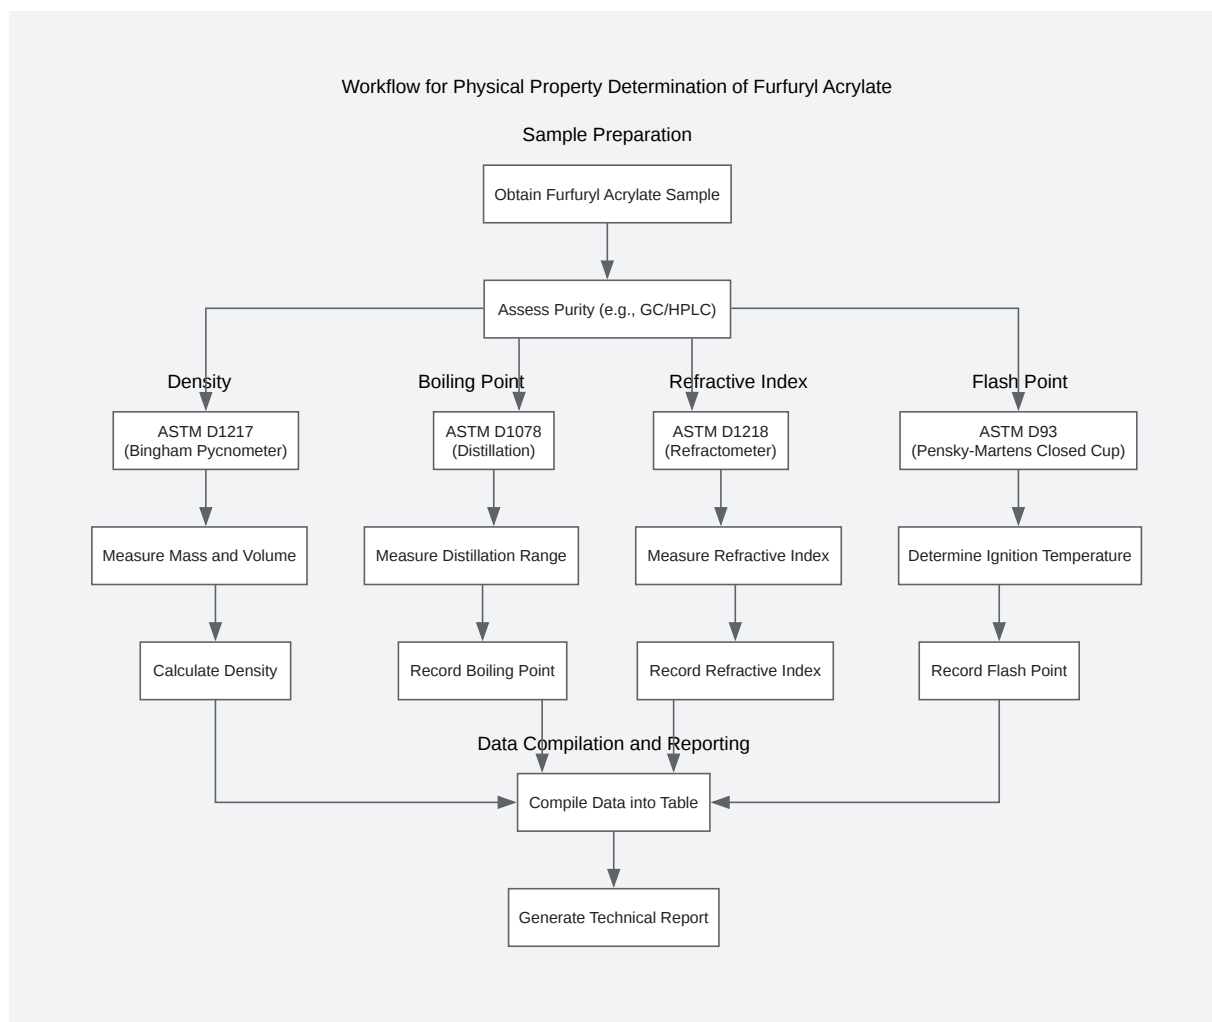 Workflow for Physical Property Determination of Furfuryl Acrylate
Sample Preparation
Obtain Furfuryl Acrylate Sample
Assess Purity (e.g., GC/HPLC)
Density
Boiling Point
Refractive Index
Flash Point
ASTM D1217
(Bingham Pycnometer)
ASTM D1078
(Distillation)
ASTM D1218
(Refractometer)
ASTM D93
(Pensky-Martens Closed Cup)
Measure Mass and Volume
Measure Distillation Range
Measure Refractive Index
Determine Ignition Temperature
Calculate Density
Record Boiling Point
Record Refractive Index
Record Flash Point
Data Compilation and Reporting
Compile Data into Table
Generate Technical Report